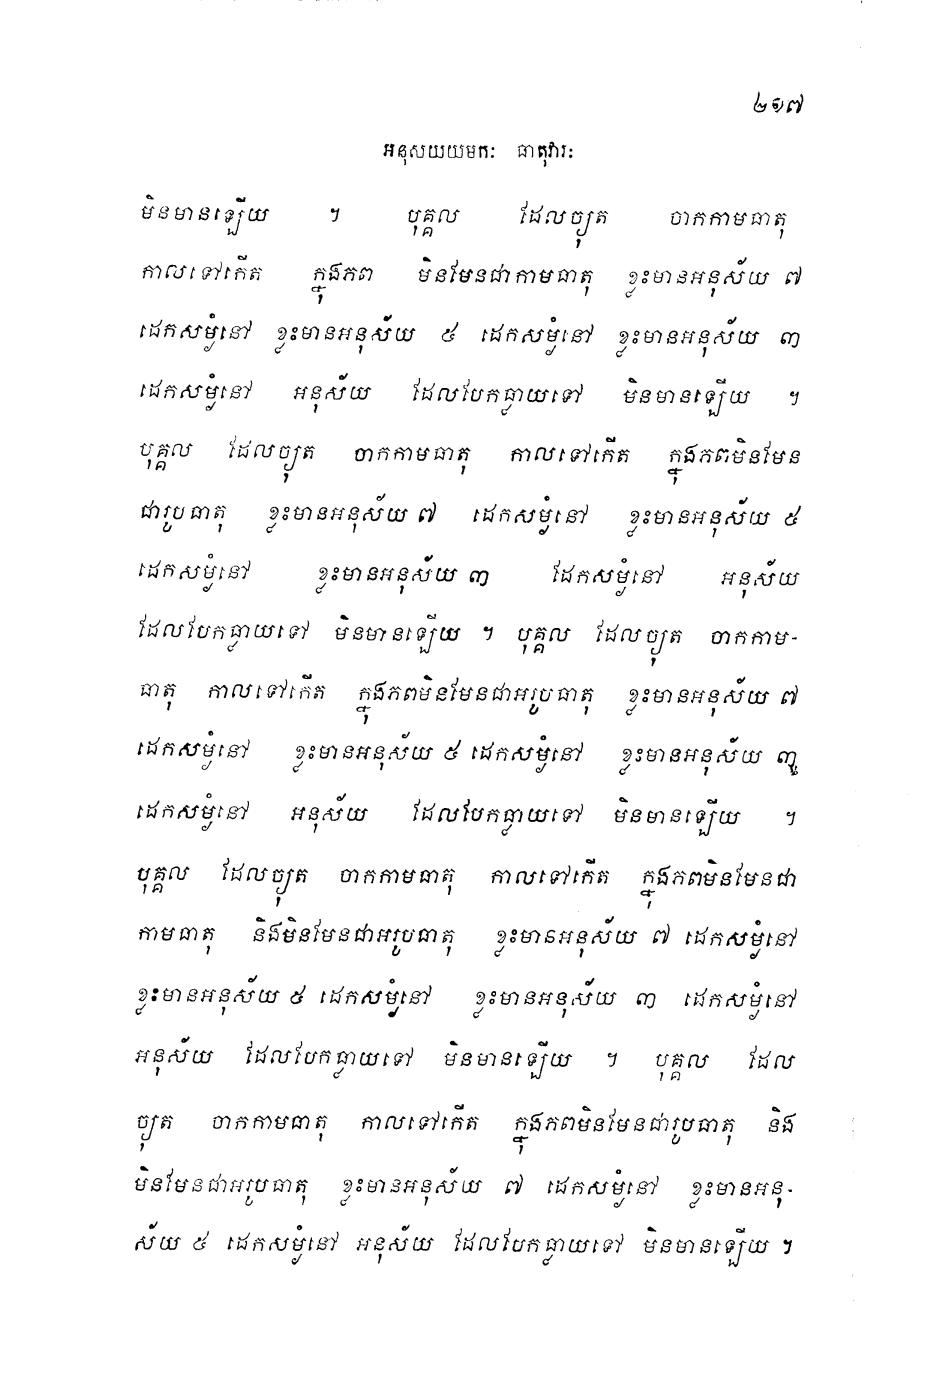 ២១៧
អនុសយយមកៈ ធាតុវារៈ
មិនមានឡើយ ។ បុគ្គល ដែលច្យុត ចាកកាមធាតុ
កាលទៅកើត ក្នុងភព មិនមែនជាកាមធាតុ ខ្លះមានអនុស័យ ៧
ដេកសម្ងំនៅ ខ្លះមានអនុស័យ ៥ ដេកសម្ងំនៅ ខ្លះមានអនុស័យ ៣
ដេកសម្ងំនៅ អនុស័យ ដែលបែកធ្លាយទៅ មិនមានឡើយ ។
បុគ្គល ដែលច្យុត ចាកកាមធាតុ កាលទៅកើត ក្នុងភពមិនមែន
ជារូបធាតុ ខ្លះមានអនុស័យ ៧ ដេកសម្ងំនៅ ខ្លះមានអនុស័យ ៥
ដេកសម្ងំនៅ ខ្លះមានអនុស័យ ៣ ដែកសម្ងំនៅ អនុស័យ
ដែលបែកធ្លាយទៅ មិនមានឡើយ ។ បុគ្គល ដែលច្យុត ចាកកាម-
ធាតុ កាលទៅកើត ក្នុងភពមិនមែនជាអរូបធាតុ ខ្លះមានអនុស័យ ៧
ដេកសម្ងំនៅ ខ្លះមានអនុស័យ ៥ ដេកសម្ងំនៅ ខ្លះមានអនុស័យ ៣
ដេកសម្ងំនៅ អនុស័យ ដែលបែកធ្លាយទៅ មិនមានឡើយ ។
បុគ្គល ដែលច្យុត ចាកកាមធាតុ កាលទៅកើត ក្នុងភពមិនមែនជា
កាមធាតុ និងមិនមែនជាអរូបធាតុ ខ្លះមានអនុស័យ ៧ ដេកសម្ងំនៅ
ខ្លះមានអនុស័យ ៥ ដេកសម្ងំនៅ ខ្លះមានអនុស័យ ៣ ដេកសម្ងំនៅ
អនុស័យ ដែលបែកធ្លាយទៅ មិនមានឡើយ ។ បុគ្គល ដែល
ច្យុត ចាកកាមធាតុ កាលទៅកើត ក្នុងភពមិនមែនជារូបធាតុ និង
មិនមែនជាអរូបធាតុ ខ្លះមានអនុស័យ ៧ ដេកសម្ងំនៅ ខ្លះមានអនុ-
ស័យ ៥ ដេកសម្ងំនៅ អនុស័យ ដែលបែកធ្លាយទៅ មិនមានឡើយ ។